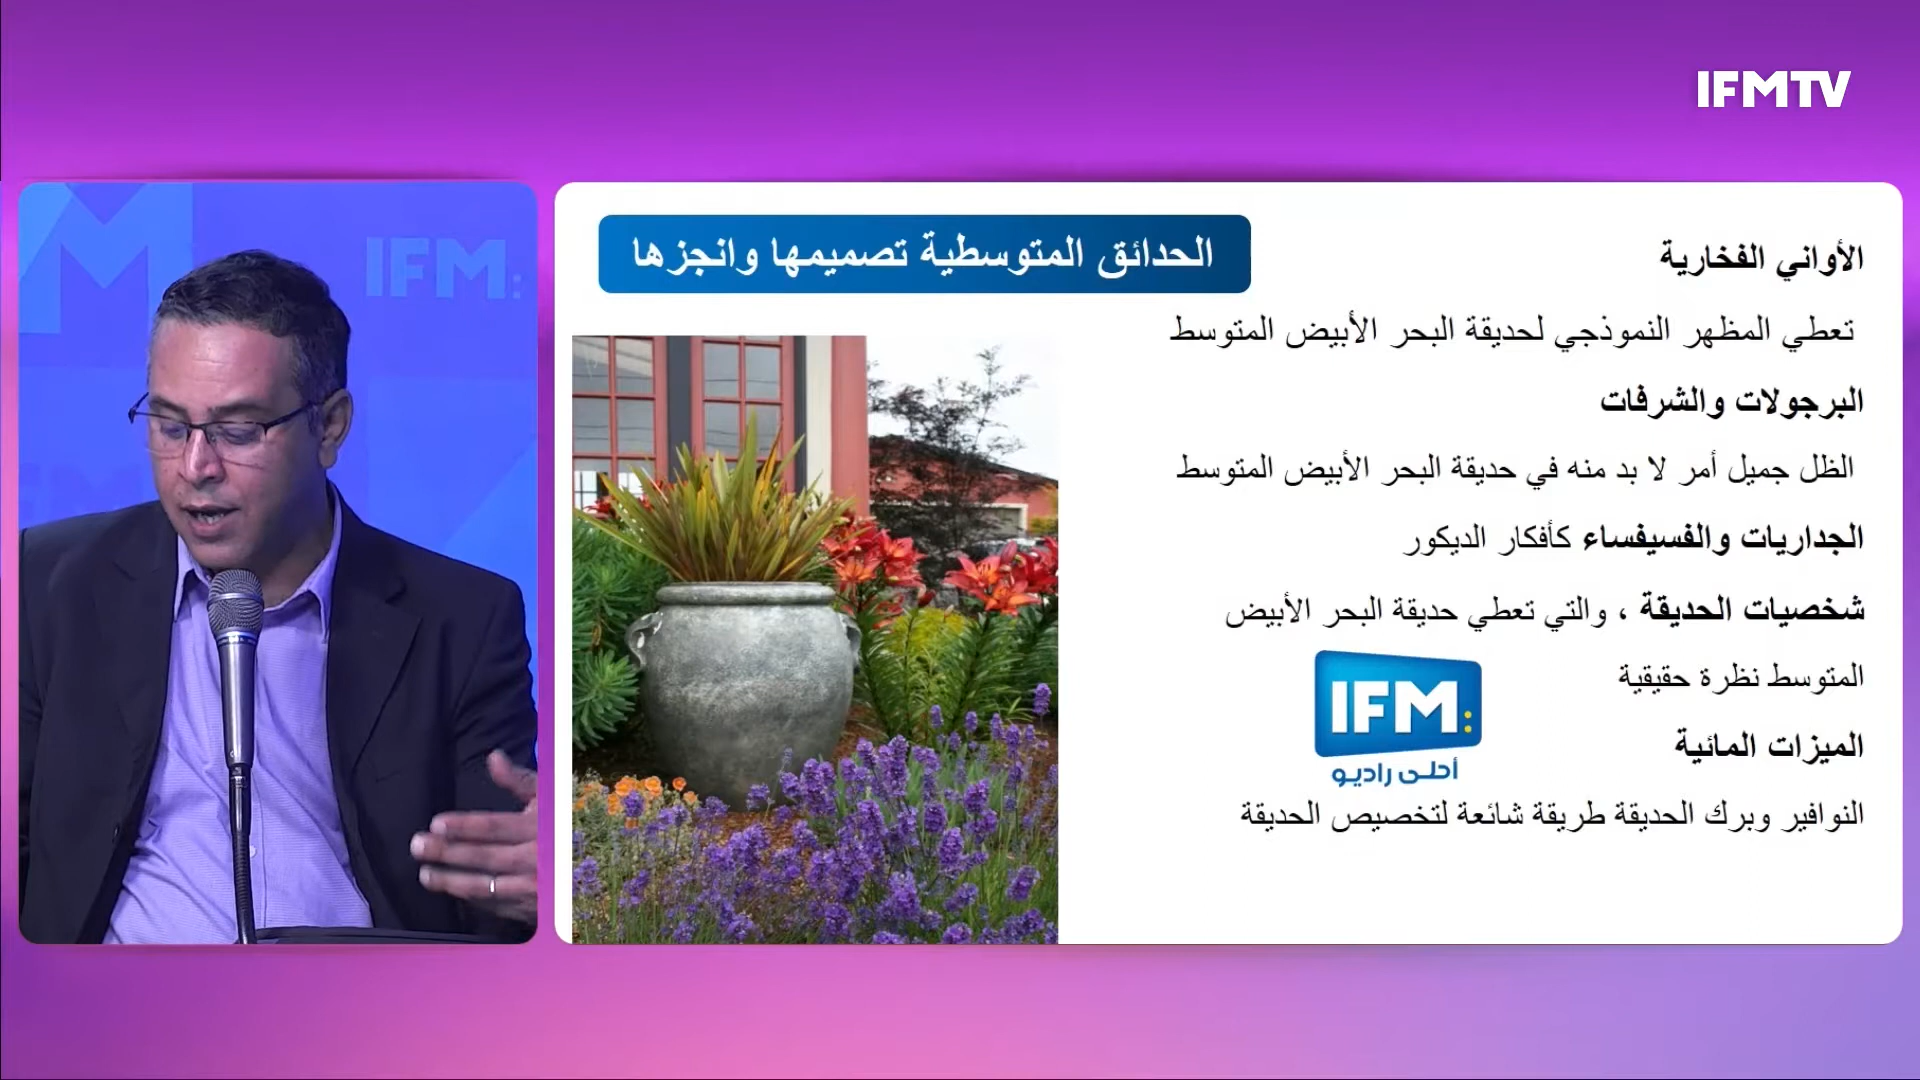 IFMTV
IFM:
الحدائق المتوسطية تصميمها وانجزها
الأواني الفخارية
تعطي المظهر النموذجي لحديقة البحر الأبيض المتوسط
البرجولات والشرفات
الظل جميل أمر لا بد منه في حديقة البحر الأبيض المتوسط
الجداريات والفسيفساء كأفكار الديكور
شخصيات الحديقة ، والتي تعطي حديقة البحر الأبيض
المتوسط نظرة حقيقية
الميزات المائية
النوافير وبرك الحديقة طريقة شائعة لتخصيص الحديقة
IFM:
أحلى راديو